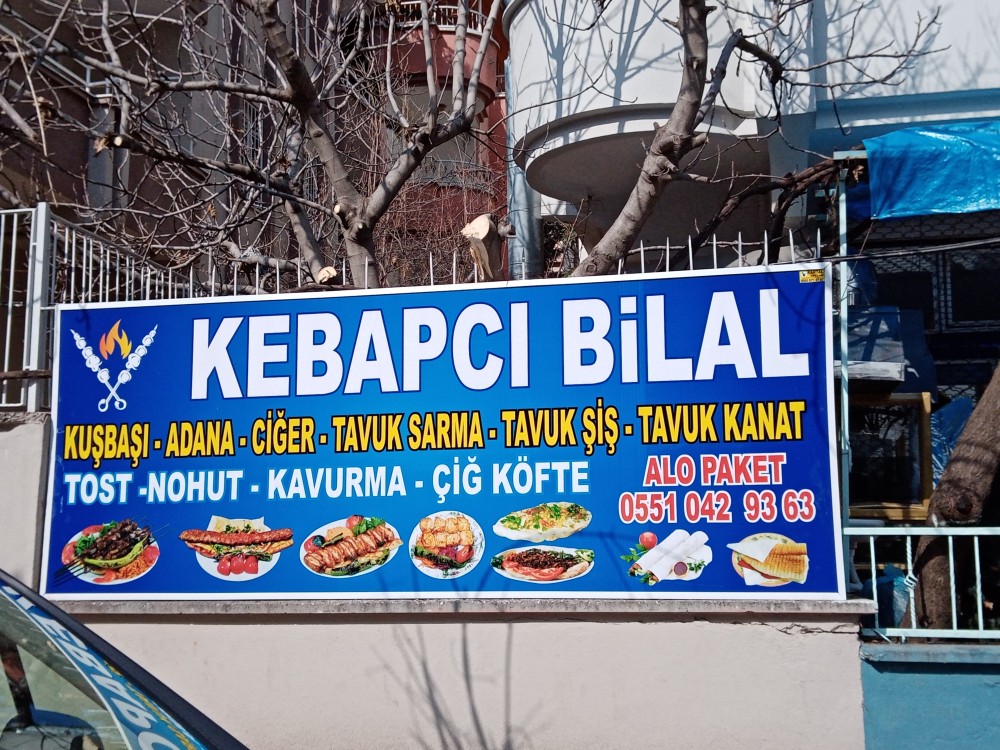 KEBAPCI BiLAL
KUŞBAŞI - ADANA - CİĞER - TAVUK SARMA - TAVUK ŞİŞ - TAVUK KANAT
TOST -NOHUT - KAVURMA - ÇİĞ KÖFTE
ALO PAKET
0551 042 93 63